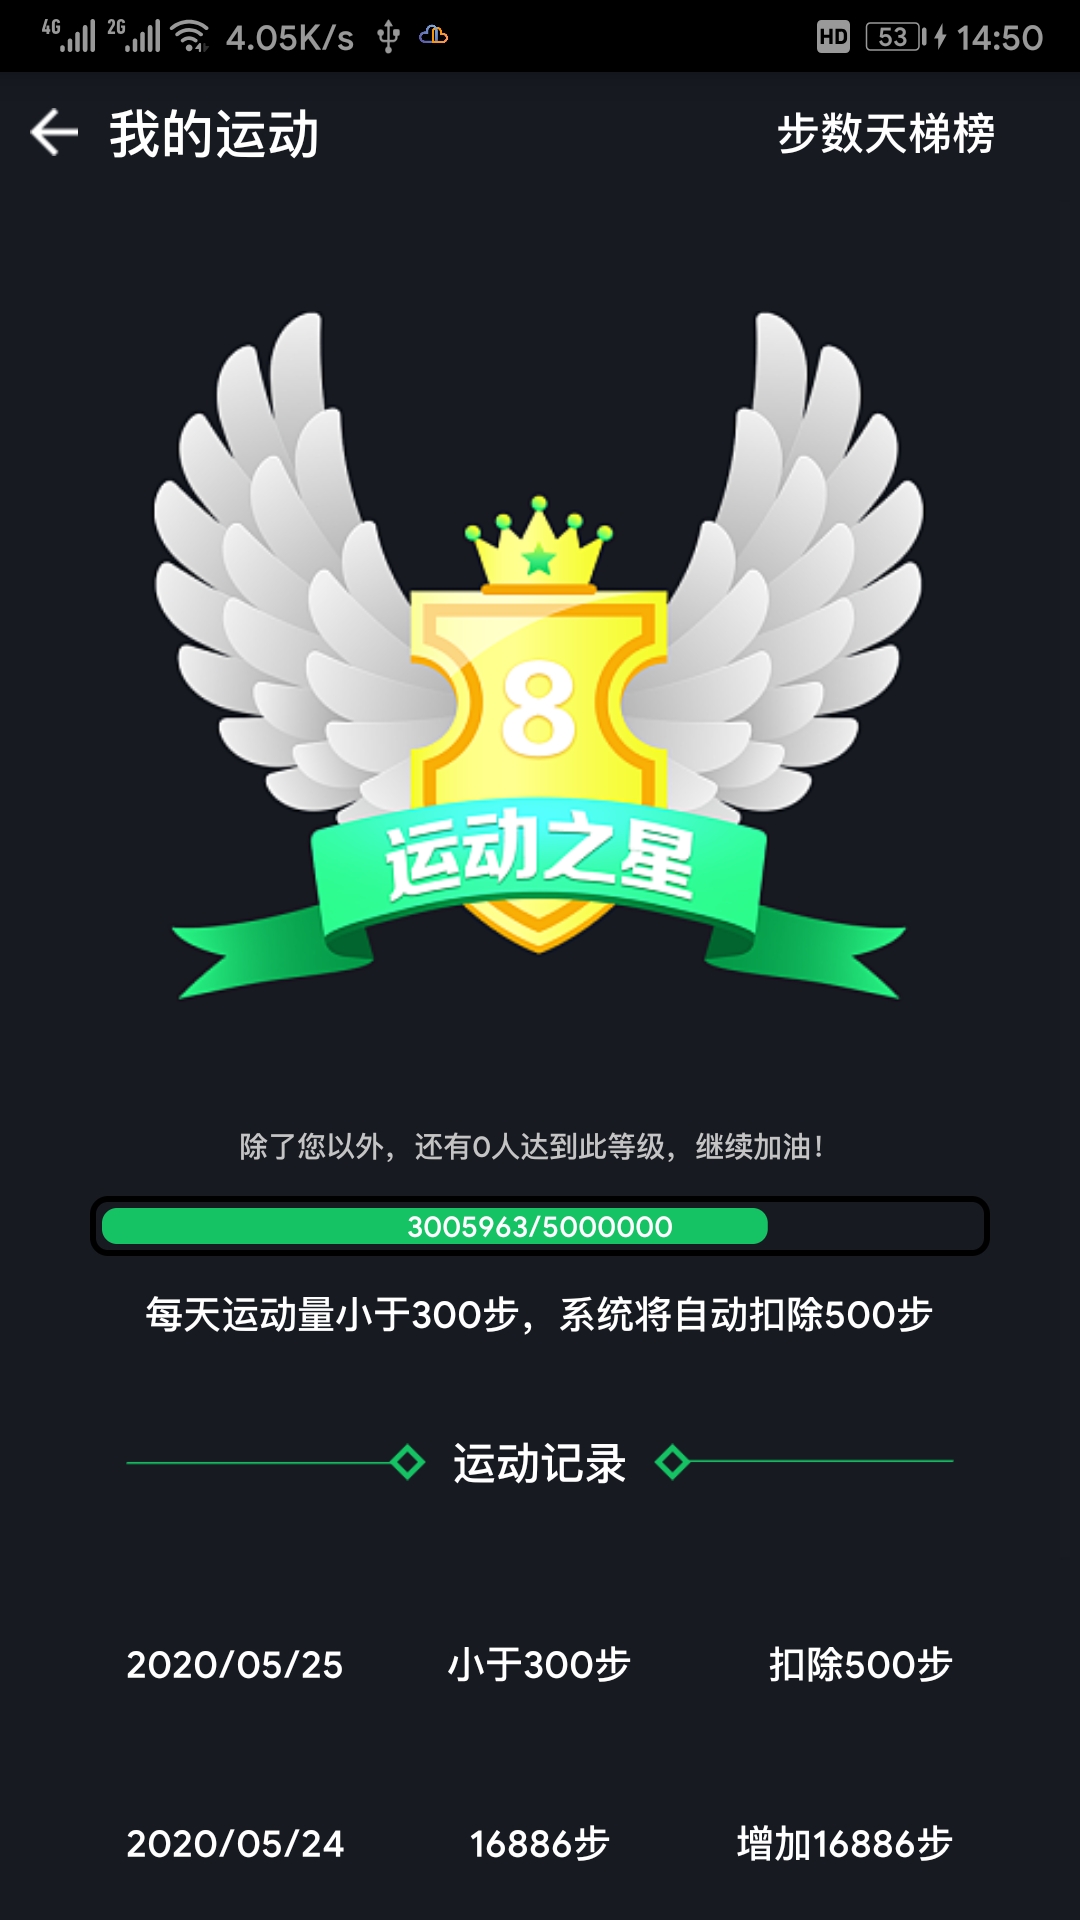 4G 2G 4.05K/s HD 53 14:50
我的运动 步数天梯榜
8
运动之星
除了您以外，还有0人达到此等级，继续加油！
3005963/5000000
每天运动量小于300步，系统将自动扣除500步
运动记录
2020/05/25 小于300步 扣除500步
2020/05/24 16886步 增加16886步